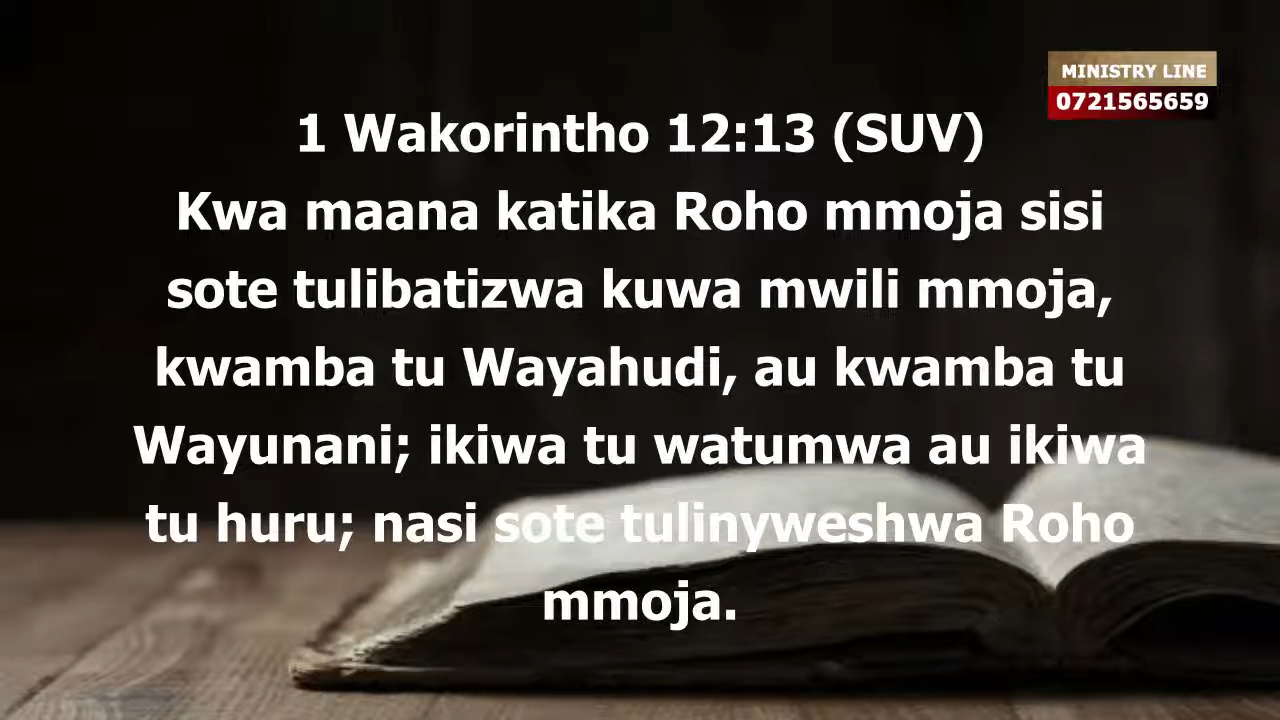 MINISTRY LINE
0721565659
1 Wakorintho 12:13 (SUV)
Kwa maana katika Roho mmoja sisi
sote tulibatizwa kuwa mwili mmoja,
kwamba tu Wayahudi, au kwamba tu
Wayunani; ikiwa tu watumwa au ikiwa
tu huru; nasi sote tulinyweshwa Roho
mmoja.